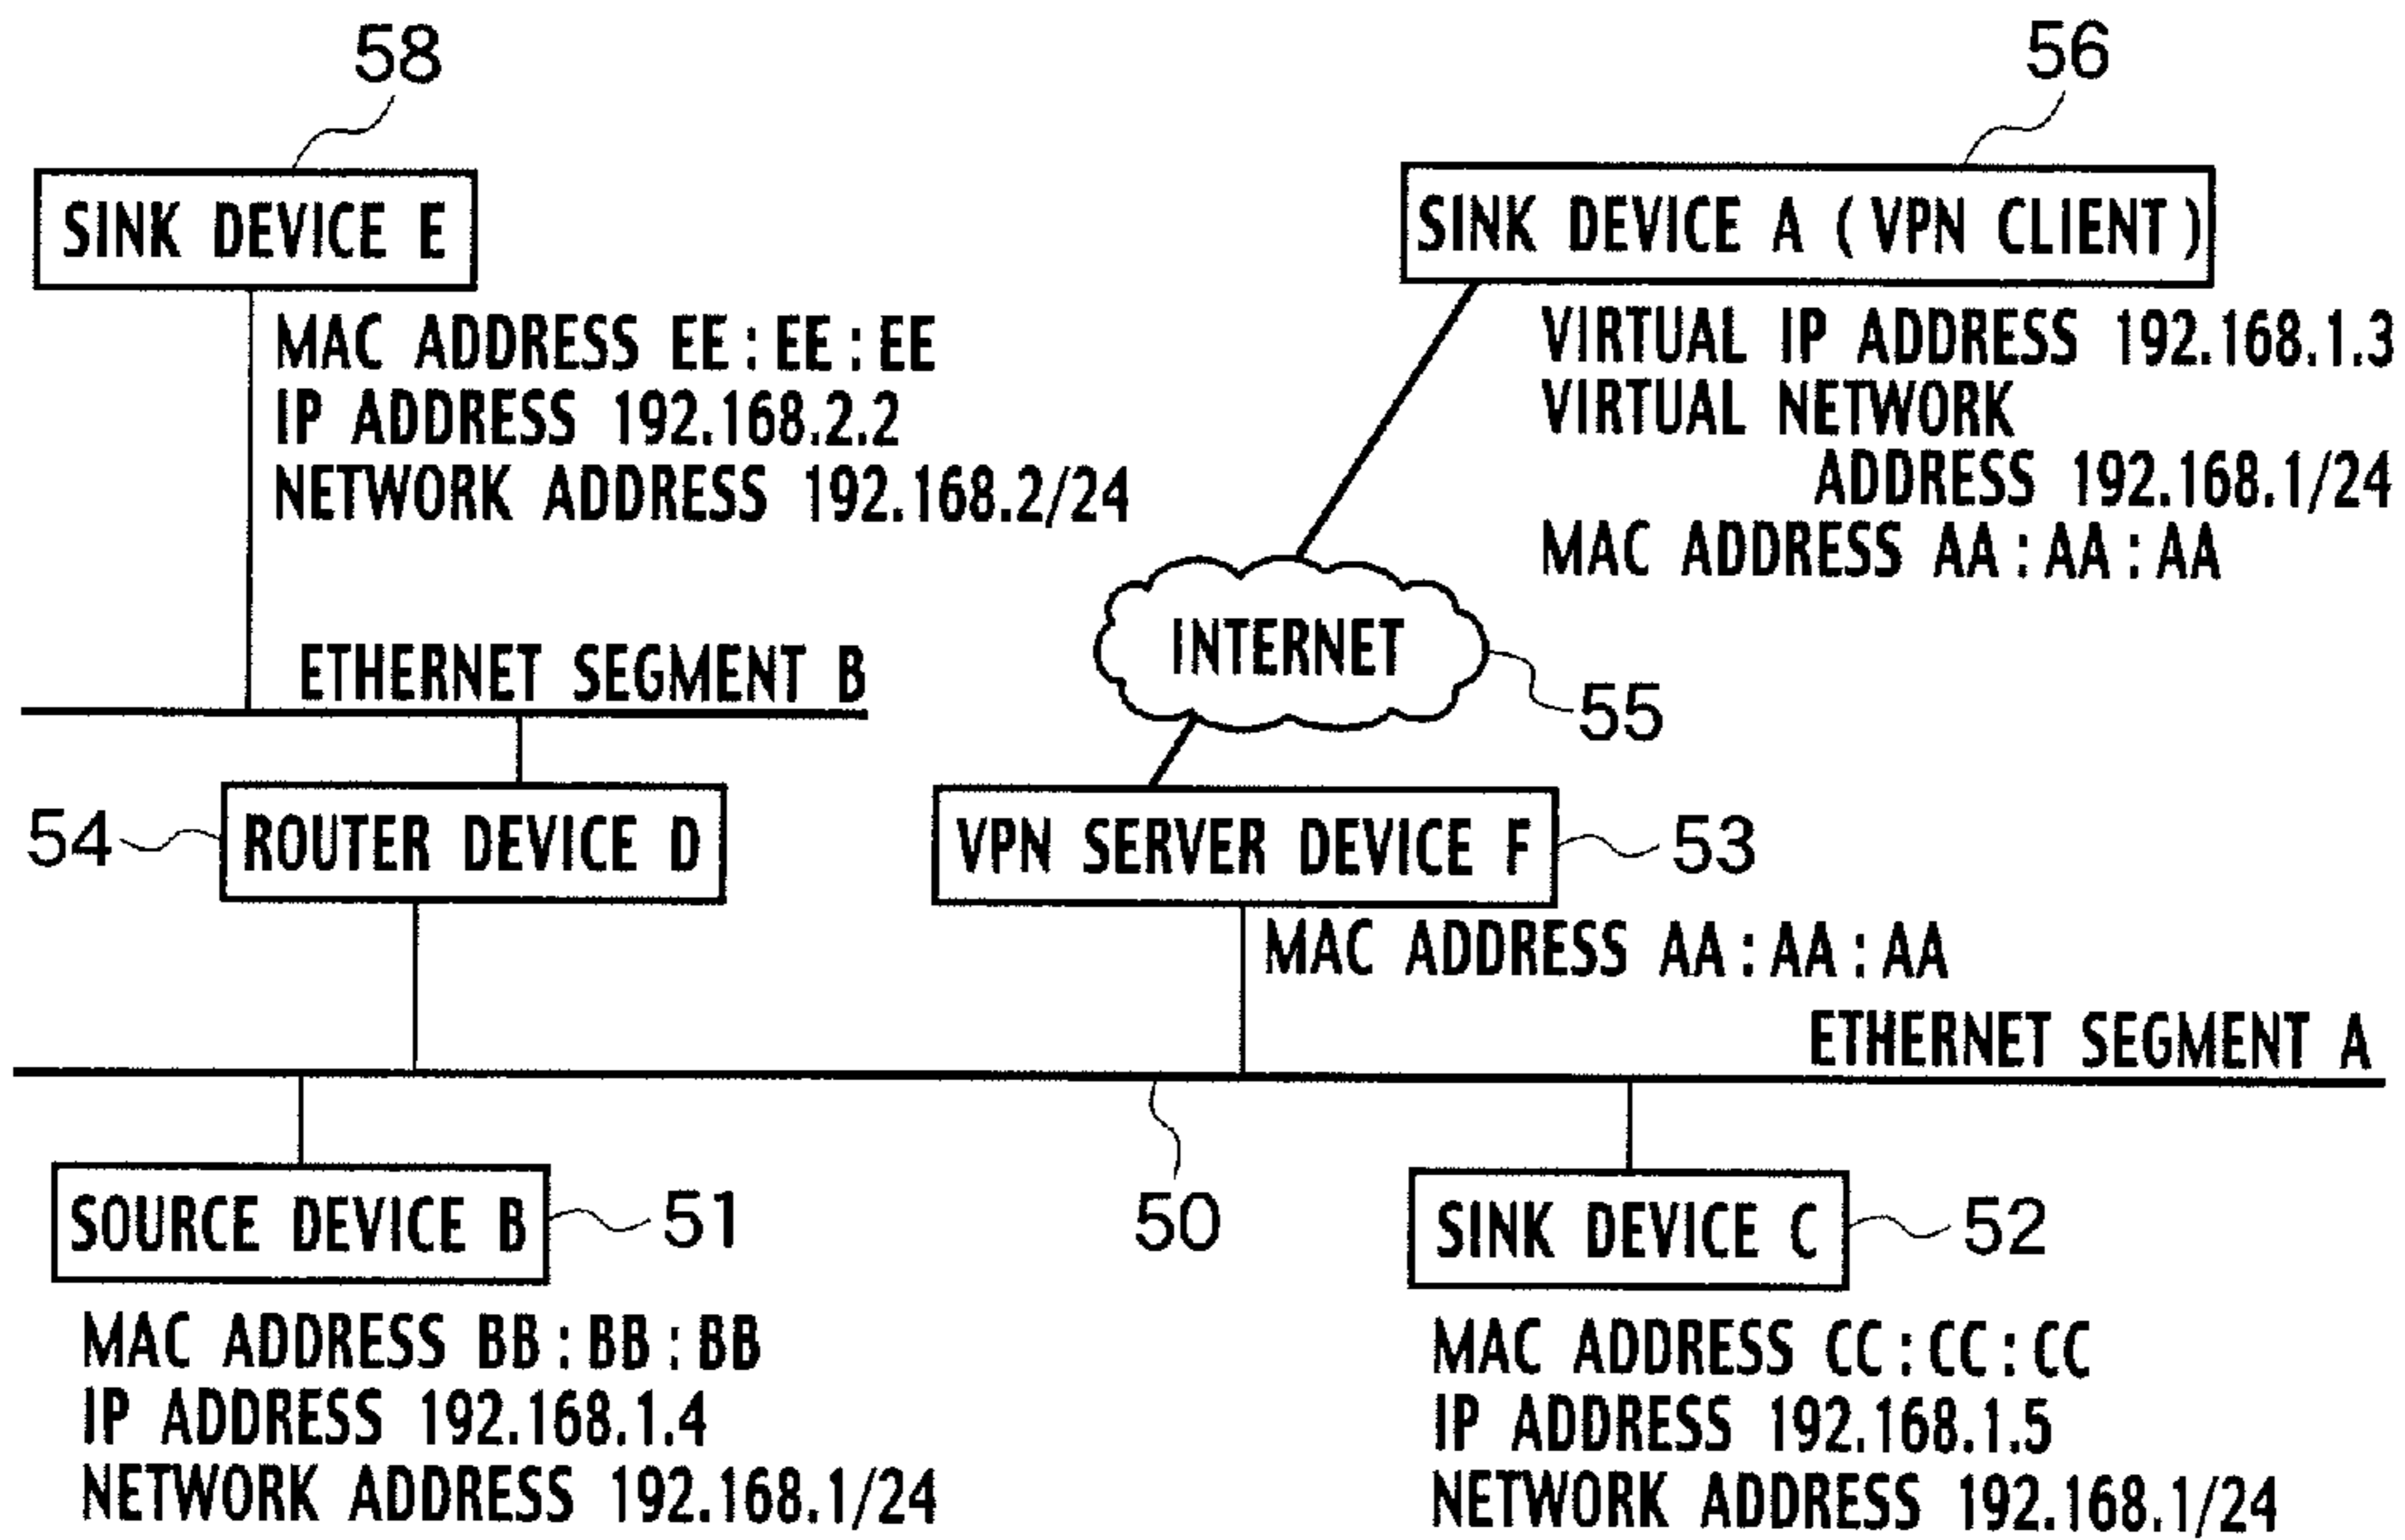 58
56
SINK DEVICE E
SINK DEVICE A (VPN CLIENT)
MAC ADDRESS EE:EE:EE
IP ADDRESS 192.168.2.2
NETWORK ADDRESS 192.168.2/24
VIRTUAL IP ADDRESS 192.168.1.3
VIRTUAL NETWORK
ADDRESS 192.168.1/24
MAC ADDRESS AA:AA:AA
ETHERNET SEGMENT B
INTERNET
55
54
ROUTER DEVICE D
VPN SERVER DEVICE F
53
MAC ADDRESS AA:AA:AA
ETHERNET SEGMENT A
SOURCE DEVICE B
51
50
SINK DEVICE C
52
MAC ADDRESS BB:BB:BB
IP ADDRESS 192.168.1.4
NETWORK ADDRESS 192.168.1/24
MAC ADDRESS CC:CC:CC
IP ADDRESS 192.168.1.5
NETWORK ADDRESS 192.168.1/24